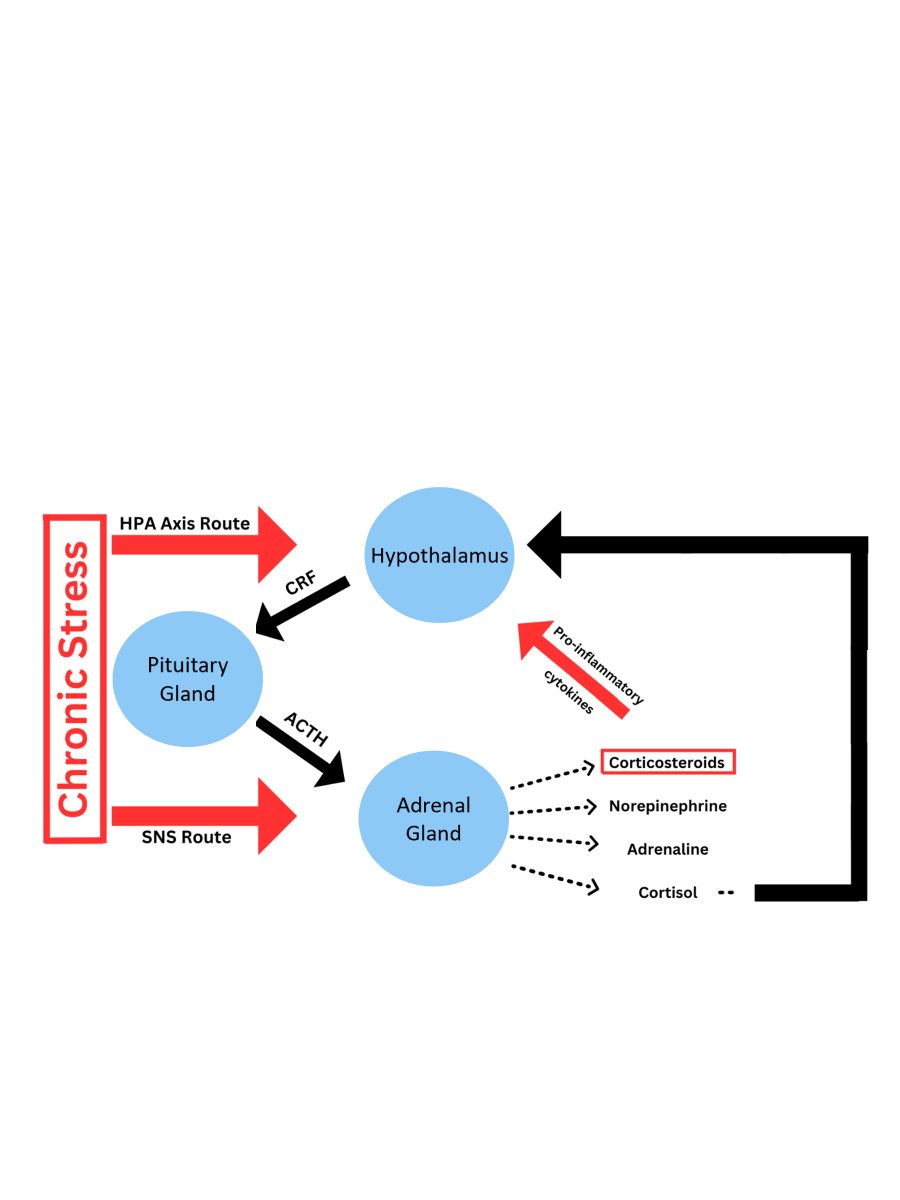 HPA Axis Route
Hypothalamus
CRF
Chronic Stress
Pituitary
Gland
Pro-inflammatory
cytokines
ACTH
Corticosteroids
Adrenal
Gland
Norepinephrine
SNS Route
Adrenaline
Cortisol --